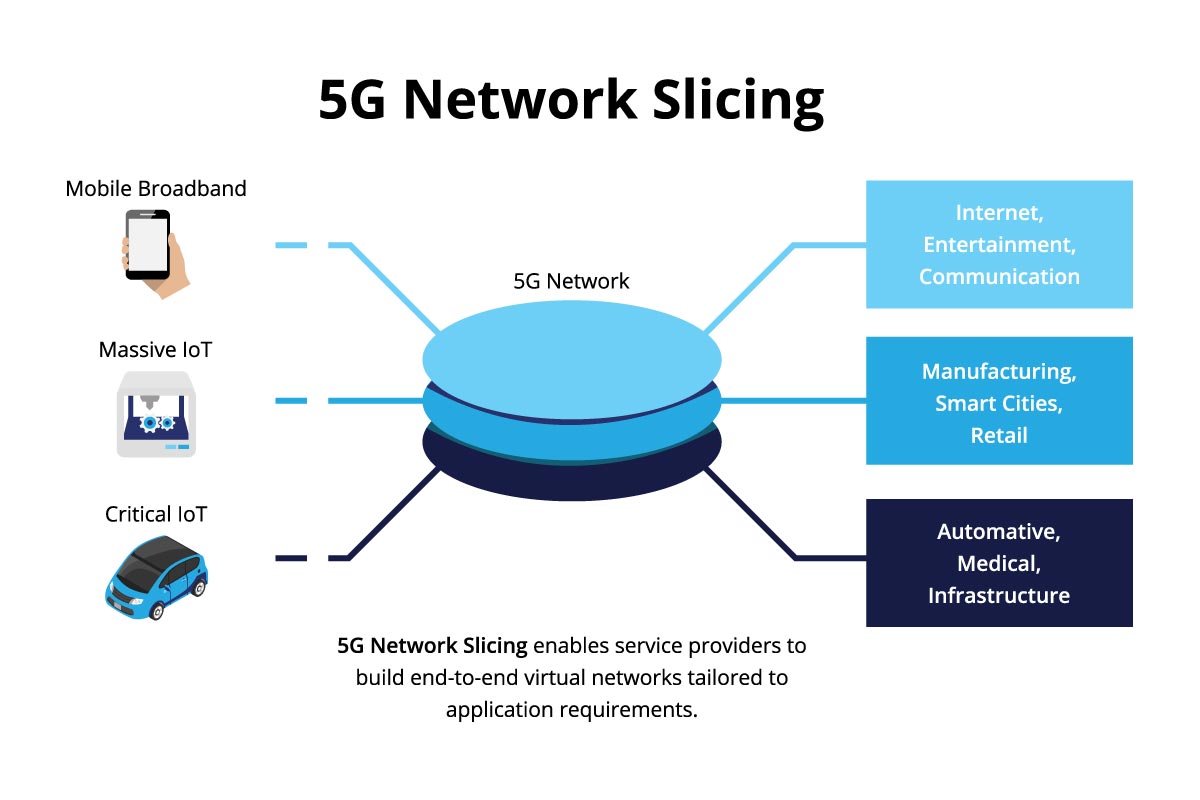 5G Network Slicing
Mobile Broadband
Massive IoT
Critical IoT
5G Network
Internet,
Entertainment,
Communication
Manufacturing,
Smart Cities,
Retail
Automative,
Medical,
Infrastructure
5G Network Slicing enables service providers to
build end-to-end virtual networks tailored to
application requirements.